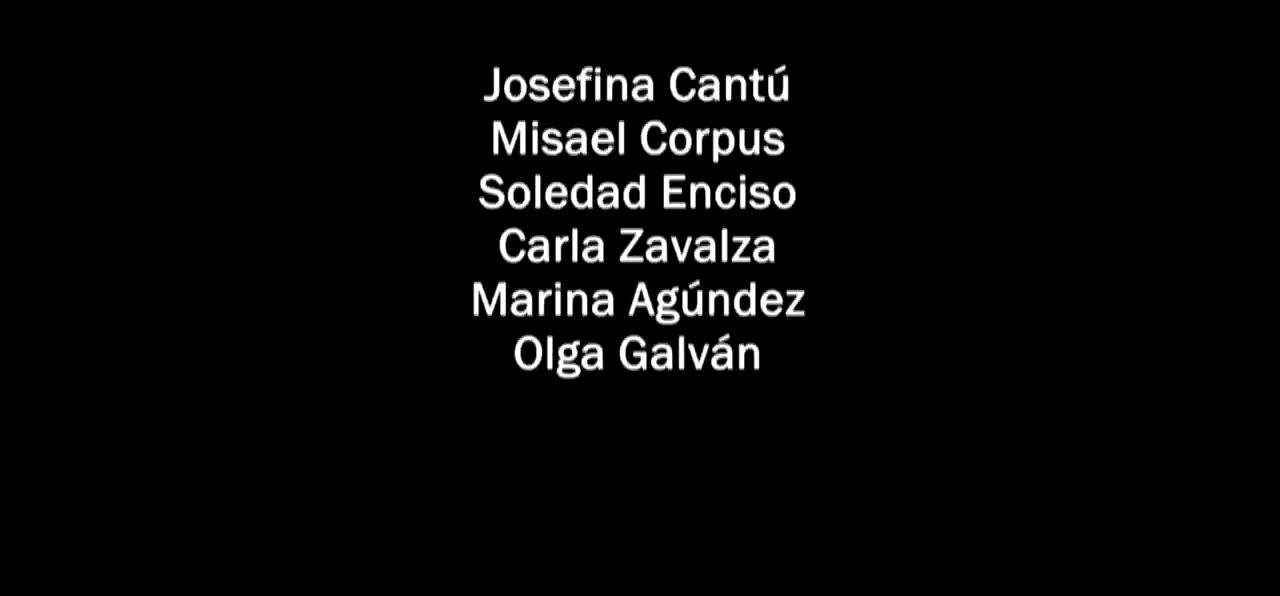 Josefina Cantú
Misael Corpus
Soledad Enciso
Carla Zavalza
Marina Agúndez
Olga Galván